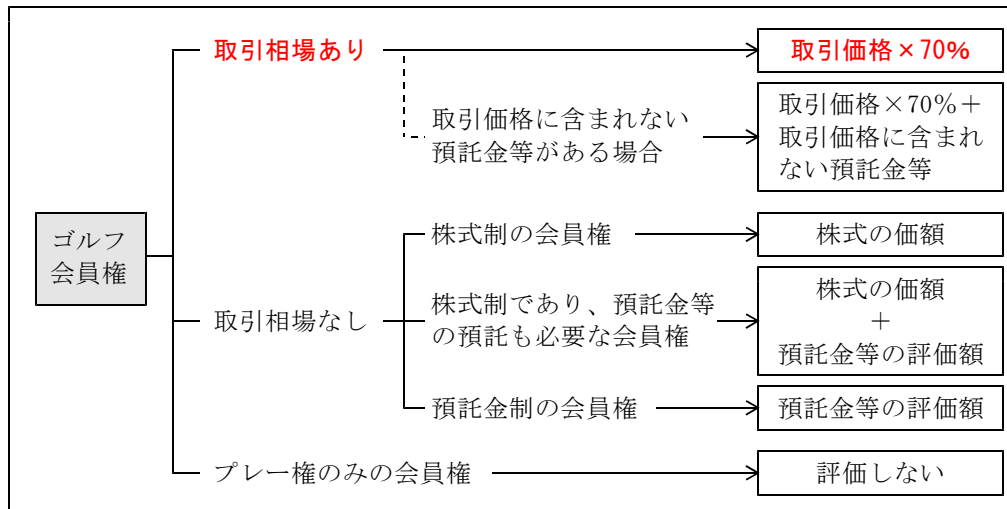 取引相場あり
取引価格×70%
取引価格に含まれない
預託金等がある場合
取引価格×70%＋
取引価格に含まれ
ない預託金等
ゴルフ
会員権
取引相場なし
株式制の会員権
株式の価額
株式制であり、預託金等
の預託も必要な会員権
株式の価額
＋
預託金等の評価額
預託金制の会員権
預託金等の評価額
プレー権のみの会員権
評価しない